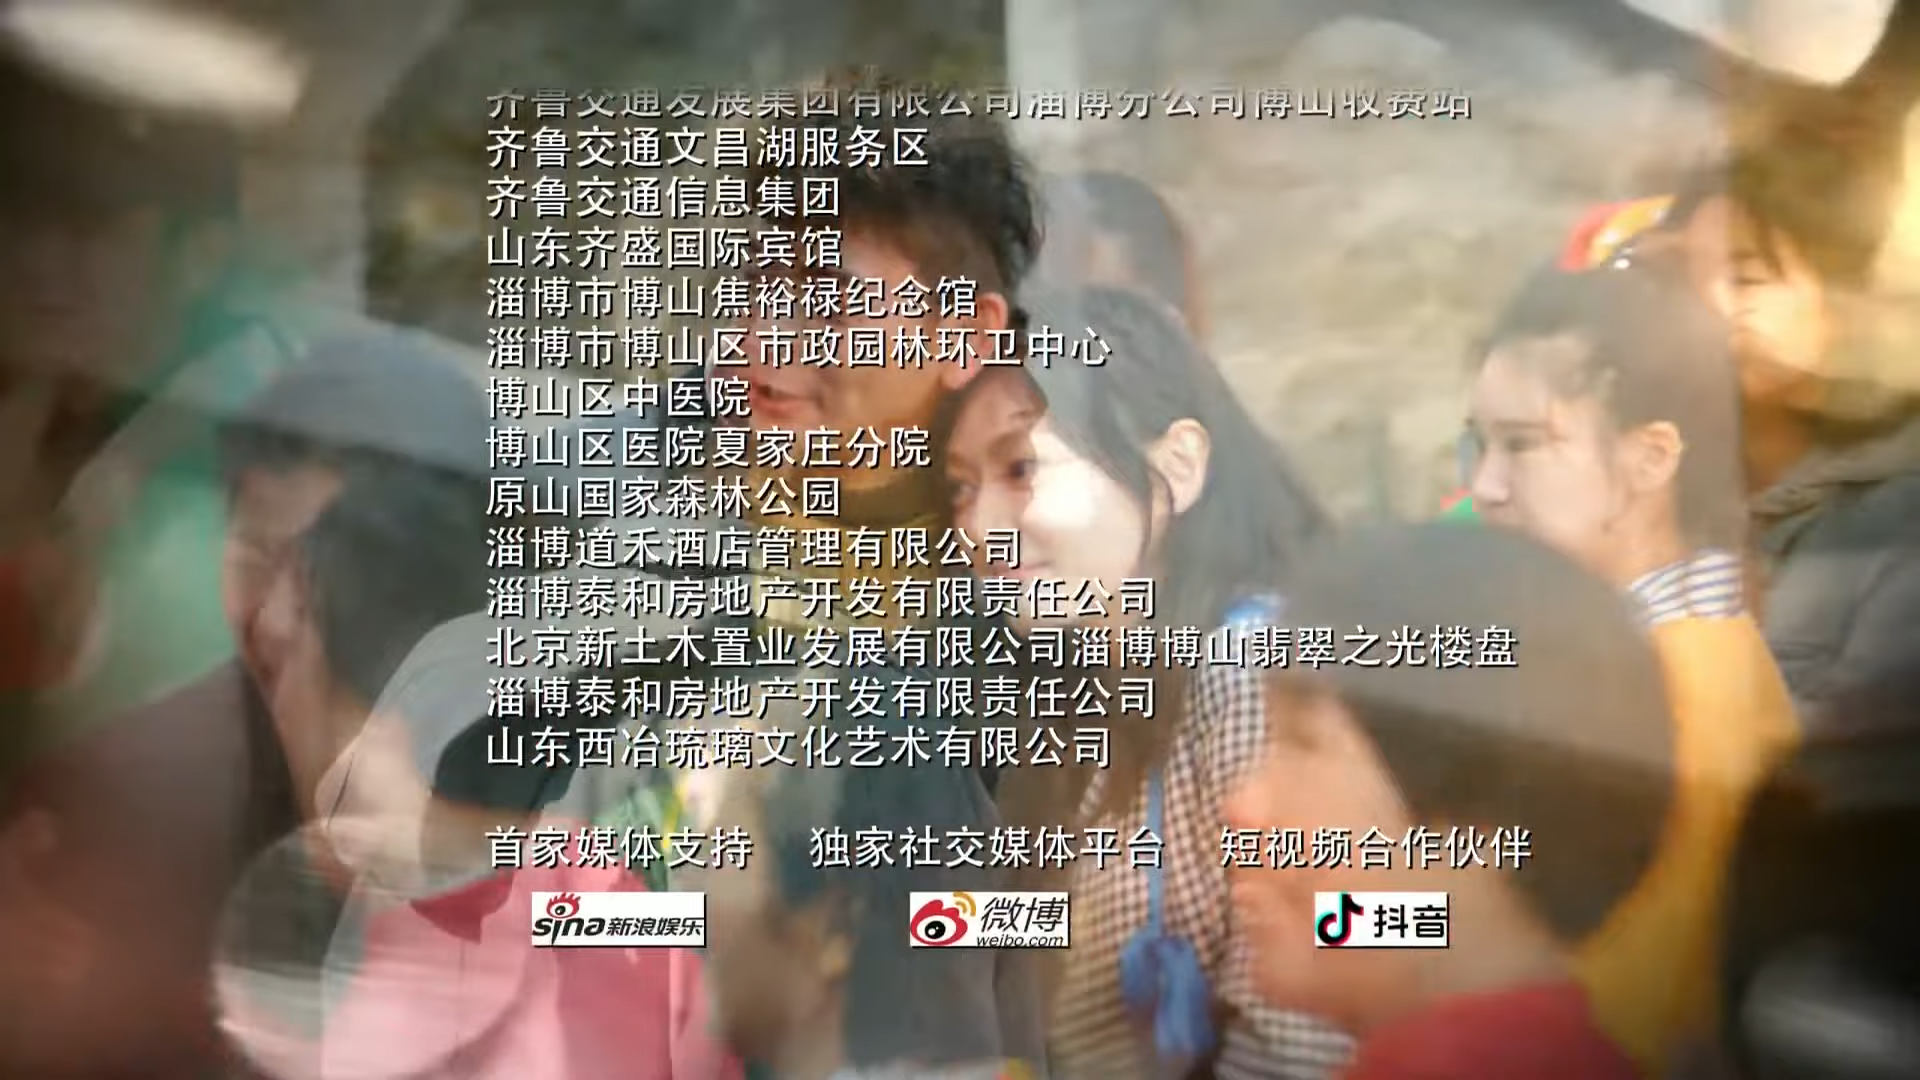 齐鲁交通发展集团有限公司淄博分公司博山收费站
齐鲁交通文昌湖服务区
齐鲁交通信息集团
山东齐盛国际宾馆
淄博市博山焦裕禄纪念馆
淄博市博山区市政园林环卫中心
博山区中医院
博山区医院夏家庄分院
原山国家森林公园
淄博道禾酒店管理有限公司
淄博泰和房地产开发有限责任公司
北京新土木置业发展有限公司淄博博山翡翠之光楼盘
淄博泰和房地产开发有限责任公司
山东西冶琉璃文化艺术有限公司
首家媒体支持 独家社交媒体平台 短视频合作伙伴
sina新浪娱乐 微博 weibo.com 抖音